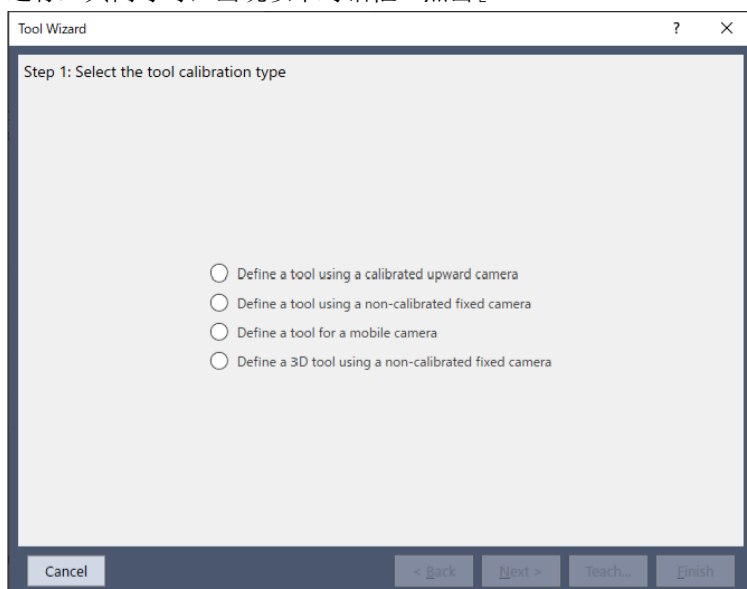 Tool Wizard ? ×
Step 1: Select the tool calibration type
Define a tool using a calibrated upward camera
Define a tool using a non-calibrated fixed camera
Define a tool for a mobile camera
Define a 3D tool using a non-calibrated fixed camera
Cancel < Back Next > Teach... Finish